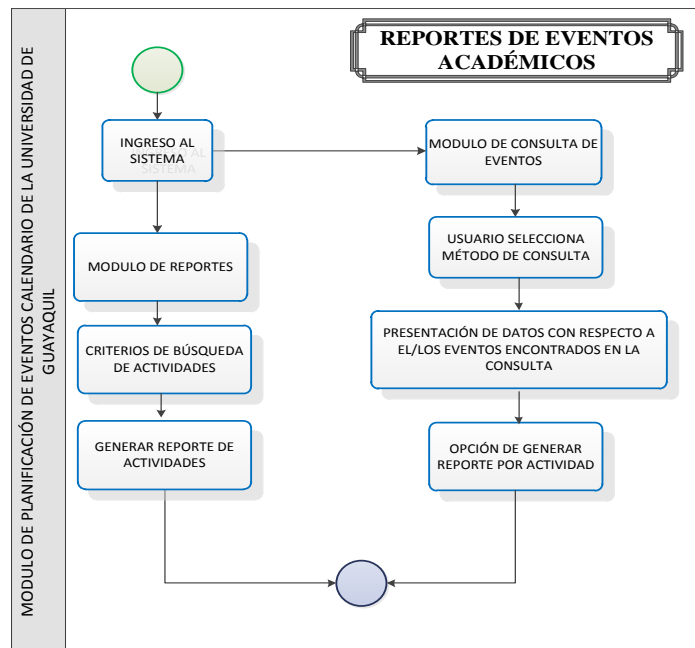 MODULO DE PLANIFICACIÓN DE EVENTOS CALENDARIO DE LA UNIVERSIDAD DE
GUAYAQUIL
REPORTES DE EVENTOS
ACADÉMICOS
INGRESO AL
SISTEMA
MODULO DE REPORTES
CRITERIOS DE BÚSQUEDA
DE ACTIVIDADES
GENERAR REPORTE DE
ACTIVIDADES
MODULO DE CONSULTA DE
EVENTOS
USUARIO SELECCIONA
MÉTODO DE CONSULTA
PRESENTACIÓN DE DATOS CON RESPECTO A
EL/LOS EVENTOS ENCONTRADOS EN LA
CONSULTA
OPCIÓN DE GENERAR
REPORTE POR ACTIVIDAD